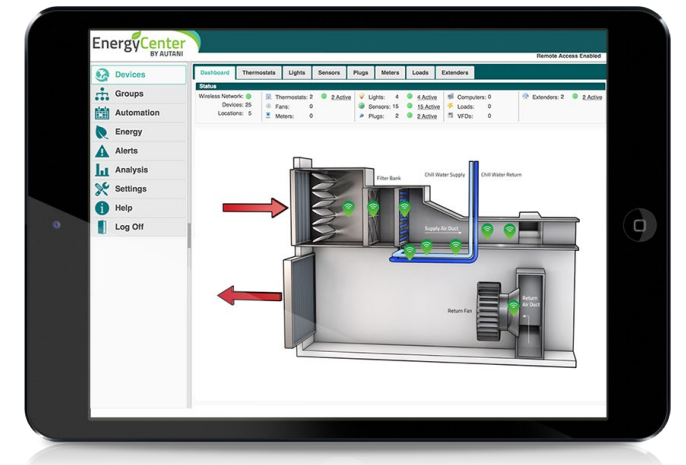 EnergyCenter
BY AUTANI
Remote Access Enabled
Devices
Groups
Automation
Energy
Alerts
Analysis
Settings
Help
Log Off
Dashboard Thermostats Lights Sensors Plugs Meters Loads Extenders
Status
Wireless Network: Thermostats: 2 2 Active Lights: 4 4 Active Computers: 0 Extenders: 2 2 Active
Devices: 25 Fans: 0 Sensors: 15 15 Active Loads: 0
Locations: 5 Meters: 0 Plugs: 2 2 Active VFDs: 0
Filter Bank Chill Water Supply Chill Water Return
Supply Air Duct
Return Fan
Return
Air Duct